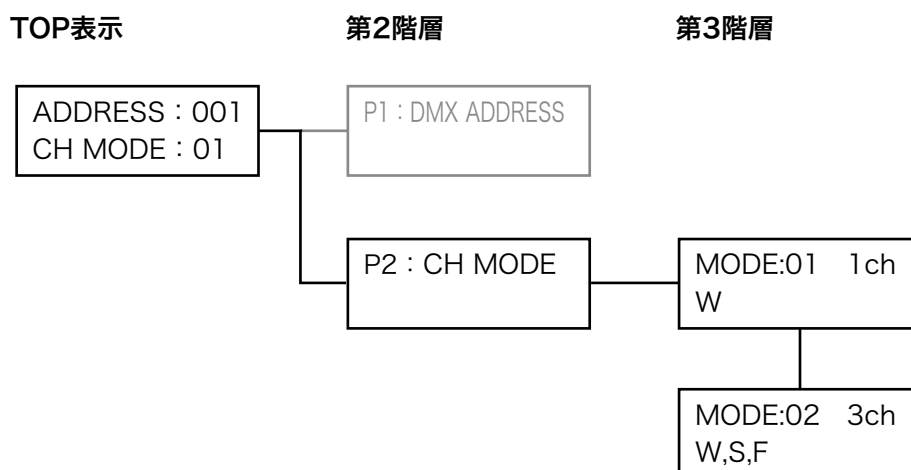 TOP表示
第2階層
第3階層
ADDRESS：001
CH MODE：01
P1：DMX ADDRESS
P2：CH MODE
MODE:01 1ch
W
MODE:02 3ch
W,S,F